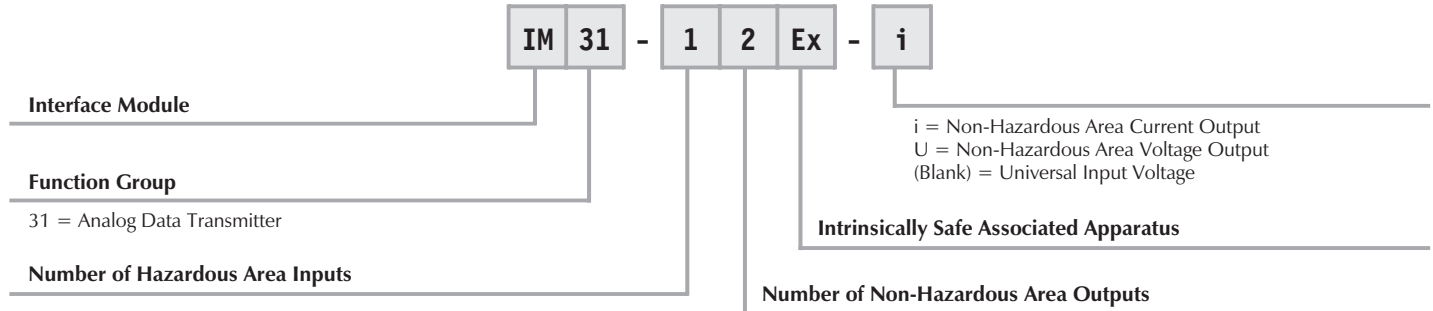 IM 31 - 1 2 Ex - i
Interface Module
i = Non-Hazardous Area Current Output
U = Non-Hazardous Area Voltage Output
(Blank) = Universal Input Voltage
Function Group
31 = Analog Data Transmitter
Intrinsically Safe Associated Apparatus
Number of Hazardous Area Inputs
Number of Non-Hazardous Area Outputs